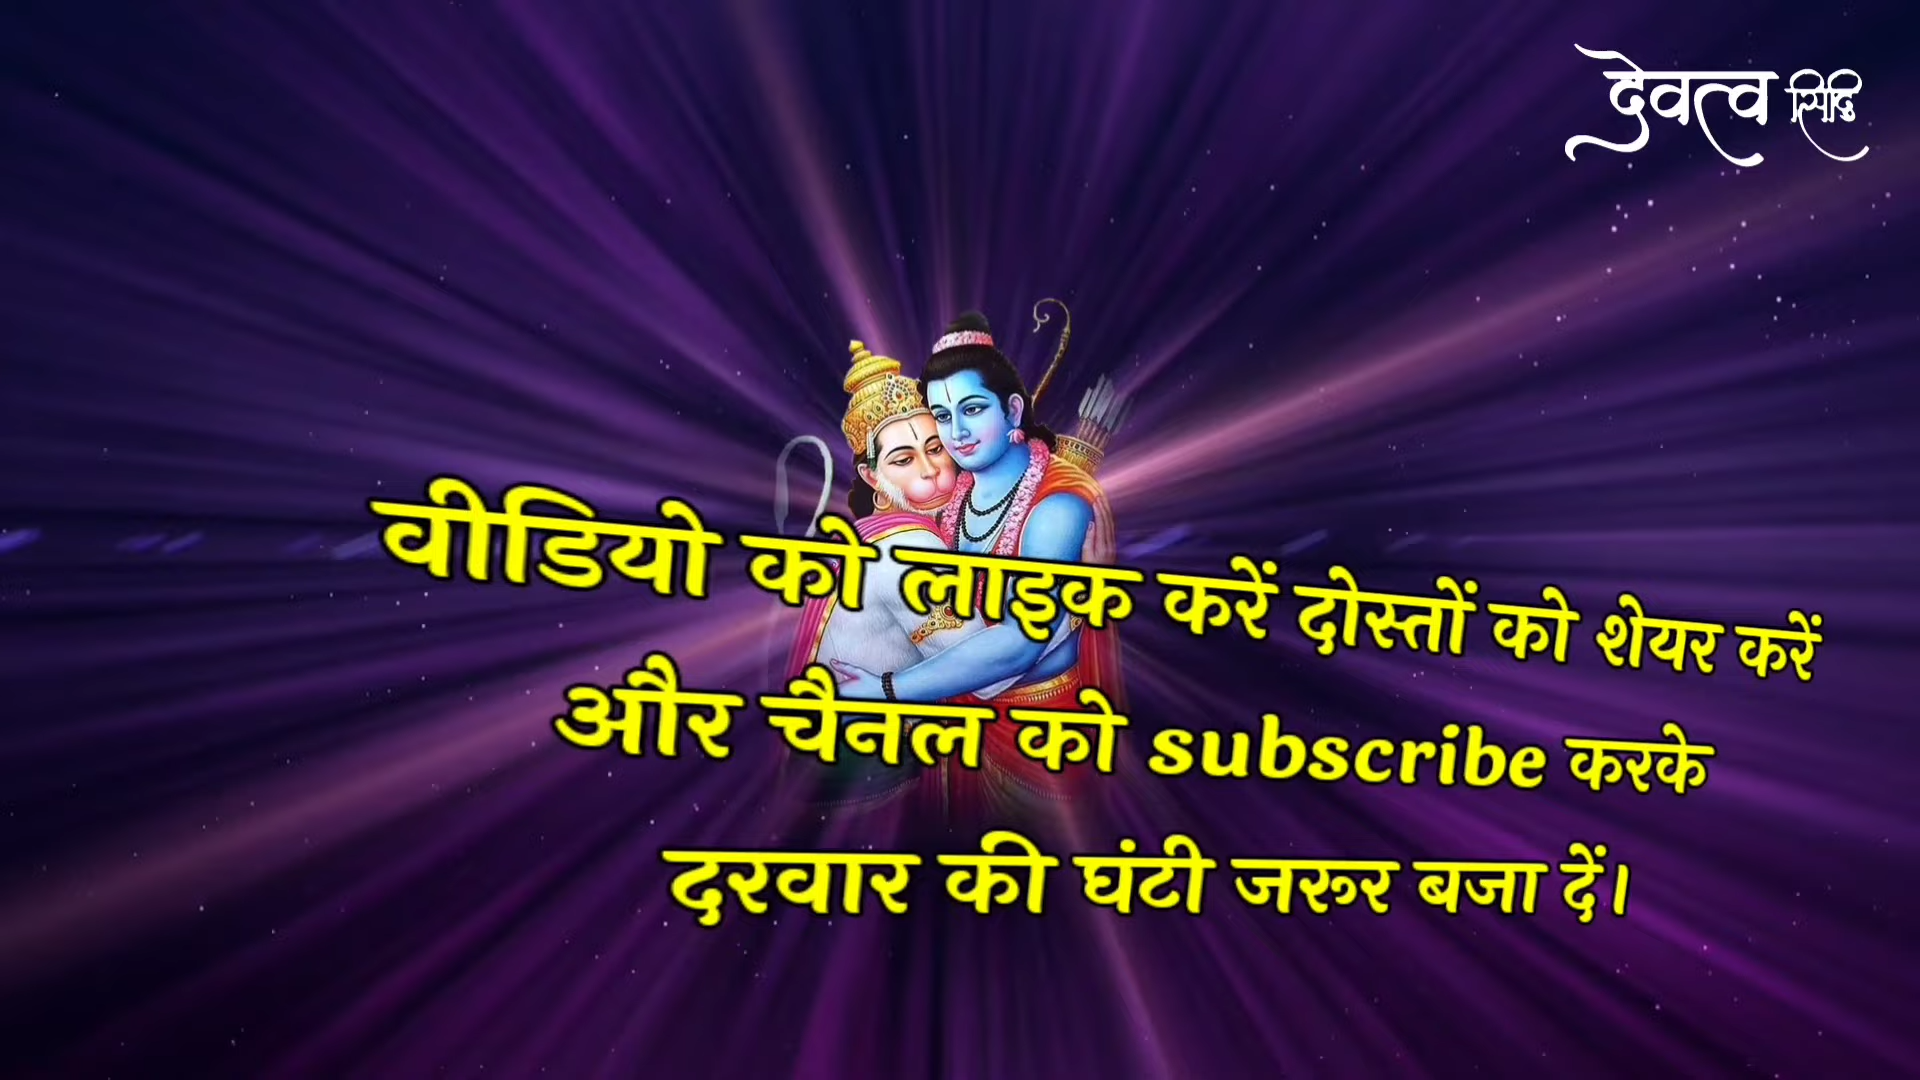 देवत्व सिद्धि
वीडियो को लाइक करें दोस्तों को शेयर करें
और चैनल को subscribe करके
दरवार की घंटी जरूर बजा दें।